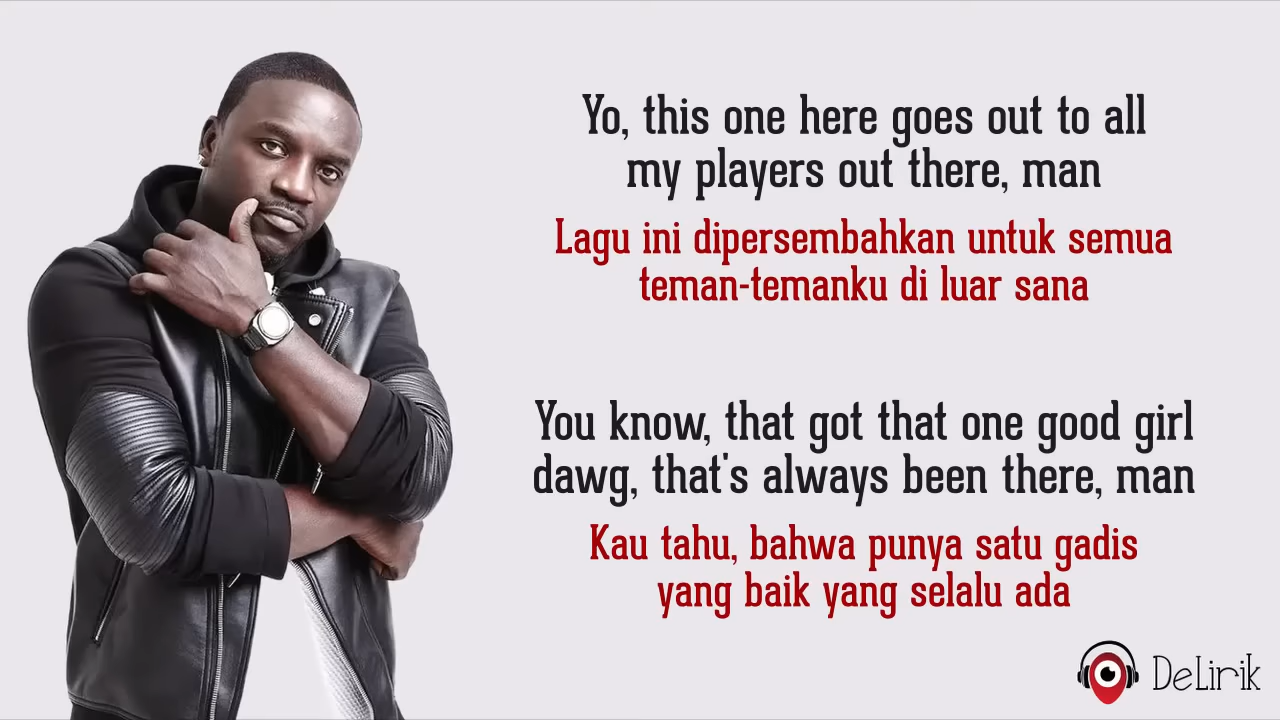 Yo, this one here goes out to all
my players out there, man
Lagu ini dipersembahkan untuk semua
teman-temanku di luar sana
You know, that got that one good girl
dawg, that's always been there, man
Kau tahu, bahwa punya satu gadis
yang baik yang selalu ada
DeLirik